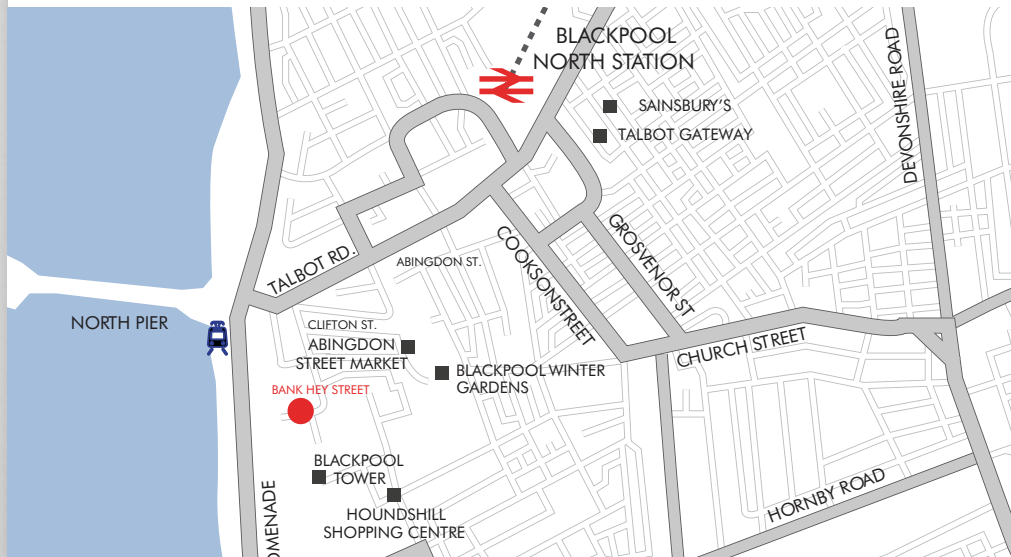 BLACKPOOL
NORTH STATION
SAINSBURY'S
TALBOT GATEWAY
DEVONSHIRE ROAD
TALBOT RD.
ABINGDON ST.
COOKSONSTREET
GROSVENOR ST
NORTH PIER
CLIFTON ST.
ABINGDON
STREET MARKET
CHURCH STREET
BLACKPOOL WINTER
GARDENS
BANK HEY STREET
BLACKPOOL
TOWER
HOUNDSHILL
SHOPPING CENTRE
HORNBY ROAD
OMENADE